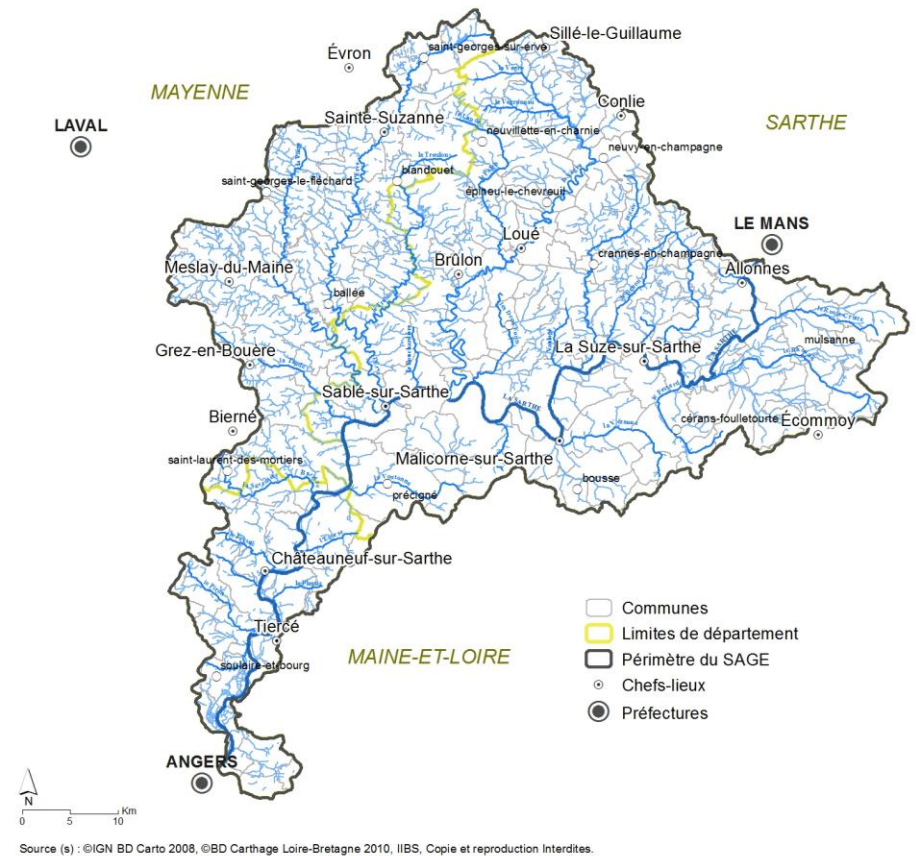 Sillé-le-Guillaume
saint-georges-sur-erve
Évron
MAYENNE
Conlie
LAVAL
Sainte-Suzanne
SARTHE
neuvillette-en-charnie
neuvy-en-champagne
blandouet
saint-georges-le-fléchard
épineu-le-chevreuil
LE MANS
Loué
crannes-en-champagne
Brûlon
Allonnes
Meslay-du-Maine
ballée
mulsanne
La Suze-sur-Sarthe
LA SARTHE
Grez-en-Bouère
Sablé-sur-Sarthe
LA SARTHE
Bierné
cérans-foulletourte
Écommoy
Malicorne-sur-Sarthe
saint-laurent-des-mortiers
bousse
précigné
Châteauneuf-sur-Sarthe
Tiercé
soulaire-et-bourg
MAINE-ET-LOIRE
ANGERS
Communes
Limites de département
Périmètre du SAGE
Chefs-lieux
Préfectures
N
Km
0 5 10
Source (s) : ©IGN BD Carto 2008, ©BD Carthage Loire-Bretagne 2010, IIBS, Copie et reproduction Interdites.